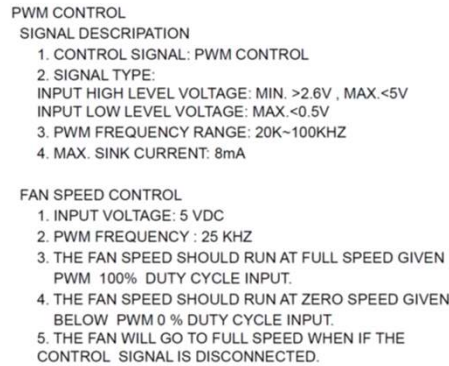 PWM CONTROL
SIGNAL DESCRIPATION
1. CONTROL SIGNAL: PWM CONTROL
2. SIGNAL TYPE:
INPUT HIGH LEVEL VOLTAGE: MIN. >2.6V , MAX.<5V
INPUT LOW LEVEL VOLTAGE: MAX.<0.5V
3. PWM FREQUENCY RANGE: 20K~100KHZ
4. MAX. SINK CURRENT: 8mA
FAN SPEED CONTROL
1. INPUT VOLTAGE: 5 VDC
2. PWM FREQUENCY : 25 KHZ
3. THE FAN SPEED SHOULD RUN AT FULL SPEED GIVEN
PWM 100% DUTY CYCLE INPUT.
4. THE FAN SPEED SHOULD RUN AT ZERO SPEED GIVEN
BELOW PWM 0 % DUTY CYCLE INPUT.
5. THE FAN WILL GO TO FULL SPEED WHEN IF THE
CONTROL SIGNAL IS DISCONNECTED.